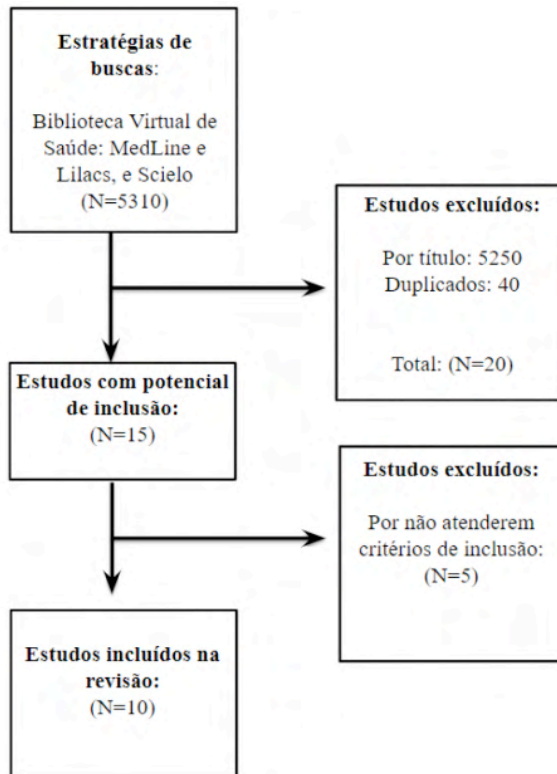 Estratégias de
buscas:
Biblioteca Virtual de
Saúde: MedLine e
Lilacs, e Scielo
(N=5310)
Estudos excluídos:
Por título: 5250
Duplicados: 40
Total: (N=20)
Estudos com potencial
de inclusão:
(N=15)
Estudos excluídos:
Por não atenderem
critérios de inclusão:
(N=5)
Estudos incluídos na
revisão:
(N=10)